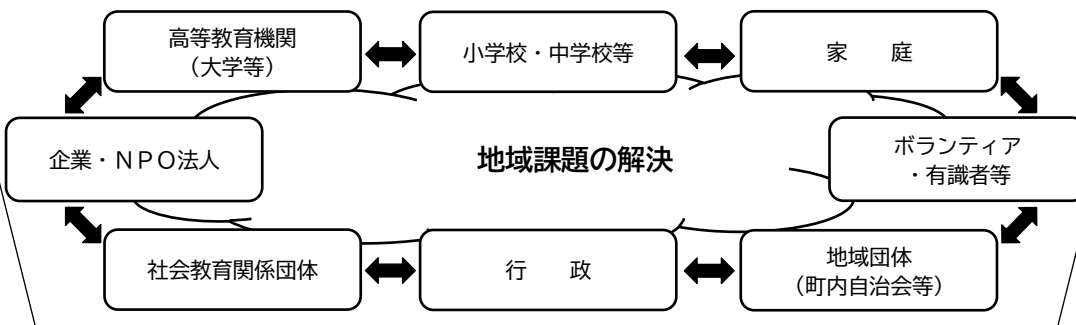 高等教育機関
（大学等）
小学校・中学校等
家　　庭
企業・ＮＰＯ法人
地域課題の解決
ボランティア
・有識者等
社会教育関係団体
行　　政
地域団体
（町内自治会等）